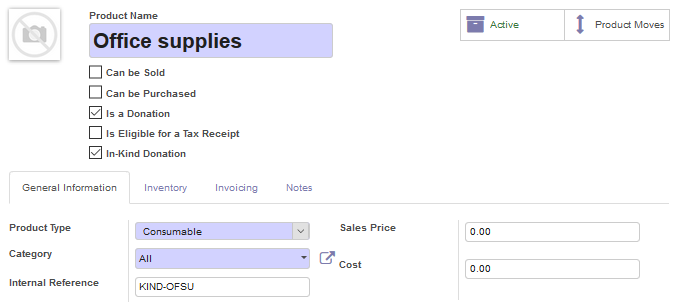 Product Name
Office supplies
Active
Product Moves
Can be Sold
Can be Purchased
Is a Donation
Is Eligible for a Tax Receipt
In-Kind Donation
General Information Inventory Invoicing Notes
Product Type Consumable Sales Price 0.00
Category All Cost 0.00
Internal Reference KIND-OFSU